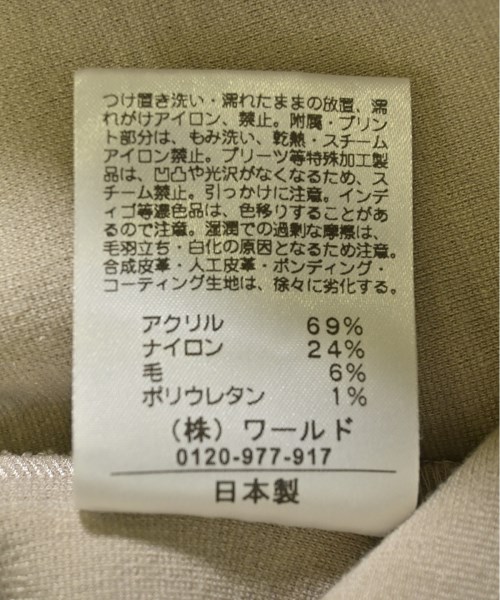 つけ置き洗い・濡れたままの放置、濡
れがけアイロン、禁止。附属・プリン
ト部分は、もみ洗い、乾熱・スチーム
アイロン禁止。プリーツ等特殊加工製
品は、凹凸や光沢がなくなるため、ス
チーム禁止。引っかけに注意。インデ
ィゴ等濃色品は、色移りすることがあ
るので注意。湿潤での過剰な摩擦は、
毛羽立ち・白化の原因となるため注意。
合成皮革・人工皮革・ボンディング・
コーティング生地は、徐々に劣化する。
アクリル 69%
ナイロン 24%
毛 6%
ポリウレタン 1%
（株）ワールド
0120-977-917
日本製